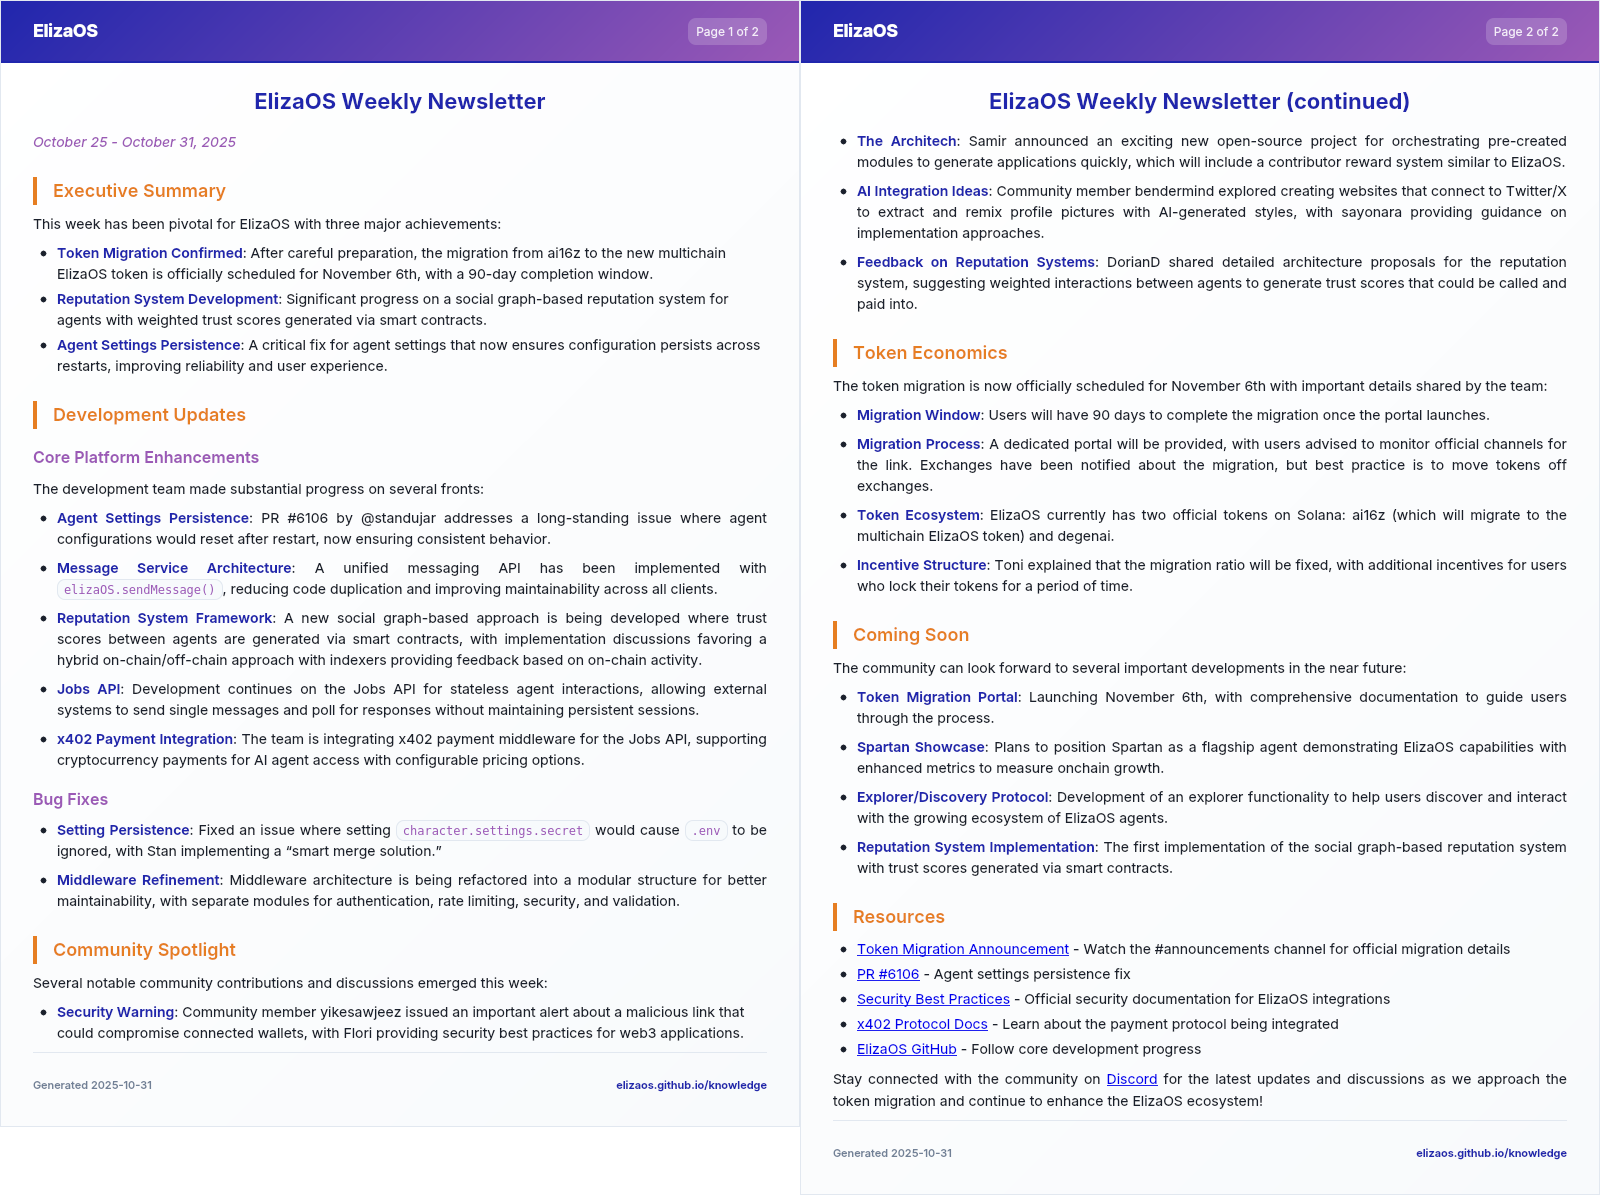 ElizaOS
Page 1 of 2
ElizaOS Weekly Newsletter
October 25 - October 31, 2025
Executive Summary
This week has been pivotal for ElizaOS with three major achievements:
• Token Migration Confirmed: After careful preparation, the migration from ai16z to the new multichain
ElizaOS token is officially scheduled for November 6th, with a 90-day completion window.
• Reputation System Development: Significant progress on a social graph-based reputation system for
agents with weighted trust scores generated via smart contracts.
• Agent Settings Persistence: A critical fix for agent settings that now ensures configuration persists across
restarts, improving reliability and user experience.
Development Updates
Core Platform Enhancements
The development team made substantial progress on several fronts:
• Agent Settings Persistence: PR #6106 by @standujar addresses a long-standing issue where agent
configurations would reset after restart, now ensuring consistent behavior.
• Message Service Architecture: A unified messaging API has been implemented with
elizaOS.sendMessage(), reducing code duplication and improving maintainability across all clients.
• Reputation System Framework: A new social graph-based approach is being developed where trust
scores between agents are generated via smart contracts, with implementation discussions favoring a
hybrid on-chain/off-chain approach with indexers providing feedback based on on-chain activity.
• Jobs API: Development continues on the Jobs API for stateless agent interactions, allowing external
systems to send single messages and poll for responses without maintaining persistent sessions.
• x402 Payment Integration: The team is integrating x402 payment middleware for the Jobs API, supporting
cryptocurrency payments for AI agent access with configurable pricing options.
Bug Fixes
• Setting Persistence: Fixed an issue where setting character.settings.secret would cause .env to be
ignored, with Stan implementing a “smart merge solution.”
• Middleware Refinement: Middleware architecture is being refactored into a modular structure for better
maintainability, with separate modules for authentication, rate limiting, security, and validation.
Community Spotlight
Several notable community contributions and discussions emerged this week:
• Security Warning: Community member yikesawjeez issued an important alert about a malicious link that
could compromise connected wallets, with Flori providing security best practices for web3 applications.
Generated 2025-10-31
elizaos.github.io/knowledge
ElizaOS
Page 2 of 2
ElizaOS Weekly Newsletter (continued)
• The Architech: Samir announced an exciting new open-source project for orchestrating pre-created
modules to generate applications quickly, which will include a contributor reward system similar to ElizaOS.
• AI Integration Ideas: Community member bendermind explored creating websites that connect to Twitter/X
to extract and remix profile pictures with AI-generated styles, with sayonara providing guidance on
implementation approaches.
• Feedback on Reputation Systems: DorianD shared detailed architecture proposals for the reputation
system, suggesting weighted interactions between agents to generate trust scores that could be called and
paid into.
Token Economics
The token migration is now officially scheduled for November 6th with important details shared by the team:
• Migration Window: Users will have 90 days to complete the migration once the portal launches.
• Migration Process: A dedicated portal will be provided, with users advised to monitor official channels for
the link. Exchanges have been notified about the migration, but best practice is to move tokens off
exchanges.
• Token Ecosystem: ElizaOS currently has two official tokens on Solana: ai16z (which will migrate to the
multichain ElizaOS token) and degenai.
• Incentive Structure: Toni explained that the migration ratio will be fixed, with additional incentives for users
who lock their tokens for a period of time.
Coming Soon
The community can look forward to several important developments in the near future:
• Token Migration Portal: Launching November 6th, with comprehensive documentation to guide users
through the process.
• Spartan Showcase: Plans to position Spartan as a flagship agent demonstrating ElizaOS capabilities with
enhanced metrics to measure onchain growth.
• Explorer/Discovery Protocol: Development of an explorer functionality to help users discover and interact
with the growing ecosystem of ElizaOS agents.
• Reputation System Implementation: The first implementation of the social graph-based reputation system
with trust scores generated via smart contracts.
Resources
• Token Migration Announcement - Watch the #announcements channel for official migration details
• PR #6106 - Agent settings persistence fix
• Security Best Practices - Official security documentation for ElizaOS integrations
• x402 Protocol Docs - Learn about the payment protocol being integrated
• ElizaOS GitHub - Follow core development progress
Stay connected with the community on Discord for the latest updates and discussions as we approach the
token migration and continue to enhance the ElizaOS ecosystem!
Generated 2025-10-31
elizaos.github.io/knowledge